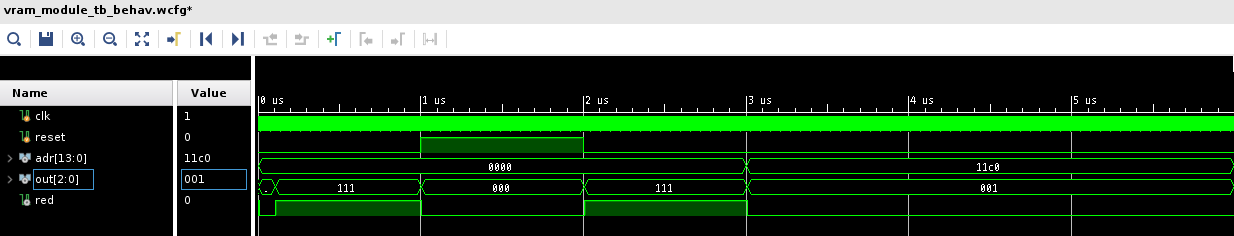 vram_module_tb_behav.wcfg*
Name Value
0 us 1 us 2 us 3 us 4 us 5 us
clk 1
reset 0
adr[13:0] 11c0 0000 11c0
out[2:0] 001 . 111 000 111 001
red 0